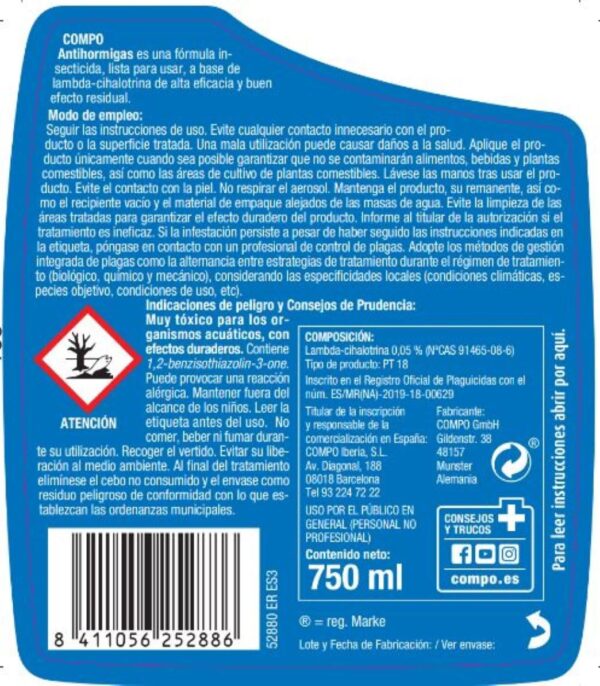 COMPO
Antihormigas es una fórmula in-
secticida, lista para usar, a base de
lambda-cihalotrina de alta eficacia y buen
efecto residual.
Modo de empleo:
Seguir las instrucciones de uso. Evite cualquier contacto innecesario con el pro-
ducto o la superficie tratada. Una mala utilización puede causar daños a la salud. Aplique el pro-
ducto únicamente cuando sea posible garantizar que no se contaminarán alimentos, bebidas y plantas
comestibles, así como las áreas de cultivo de plantas comestibles. Lávese las manos tras usar el pro-
ducto. Evite el contacto con la piel. No respirar el aerosol. Mantenga el producto, su remanente, así co-
mo el recipiente vacío y el material de empaque alejados de las masas de agua. Evite la limpieza de las
áreas tratadas para garantizar el efecto duradero del producto. Informe al titular de la autorización si el
tratamiento es ineficaz. Si la infestación persiste a pesar de haber seguido las instrucciones indicadas en
la etiqueta, póngase en contacto con un profesional de control de plagas. Adopte los métodos de gestión
integrada de plagas como la alternancia entre estrategias de tratamiento durante el régimen de tratamien-
to (biológico, químico y mecánico), considerando las especificidades locales (condiciones climáticas, es-
pecies objetivo, condiciones de uso, etc).
Indicaciones de peligro y Consejos de Prudencia:
Muy tóxico para los or-
ganismos acuáticos, con
efectos duraderos. Contiene
1,2-benzisothiazolin-3-one.
Puede provocar una reacción
alérgica. Mantener fuera del
alcance de los niños. Leer la
etiqueta antes del uso. No
comer, beber ni fumar duran-
te su utilización. Recoger el vertido. Evitar su libe-
ración al medio ambiente. Al final del tratamiento
elimínese el cebo no consumido y el envase como
residuo peligroso de conformidad con lo que es-
tablezcan las ordenanzas municipales.
ATENCIÓN
COMPOSICIÓN:
Lambda-cihalotrina 0,05 % (NºCAS 91465-08-6)
Tipo de producto: PT 18
Inscrito en el Registro Oficial de Plaguicidas con el
núm. ES/MR(NA)-2019-18-00629
Titular de la inscripción
y responsable de la
comercialización en España:
COMPO Iberia, S.L.
Av. Diagonal, 188
08018 Barcelona
Tel 93 224 72 22
Fabricante:
COMPO GmbH
Gildenstr. 38
48157
Munster
Alemania
®
USO POR EL PÚBLICO EN
GENERAL (PERSONAL NO
PROFESIONAL)
Contenido neto:
750 ml
CONSEJOS
Y TRUCOS
compo.es
Para leer instrucciones abrir por aquí.
8 411056 252886
52880 ER ES3
® = reg. Marke
Lote y Fecha de Fabricación: / Ver envase: